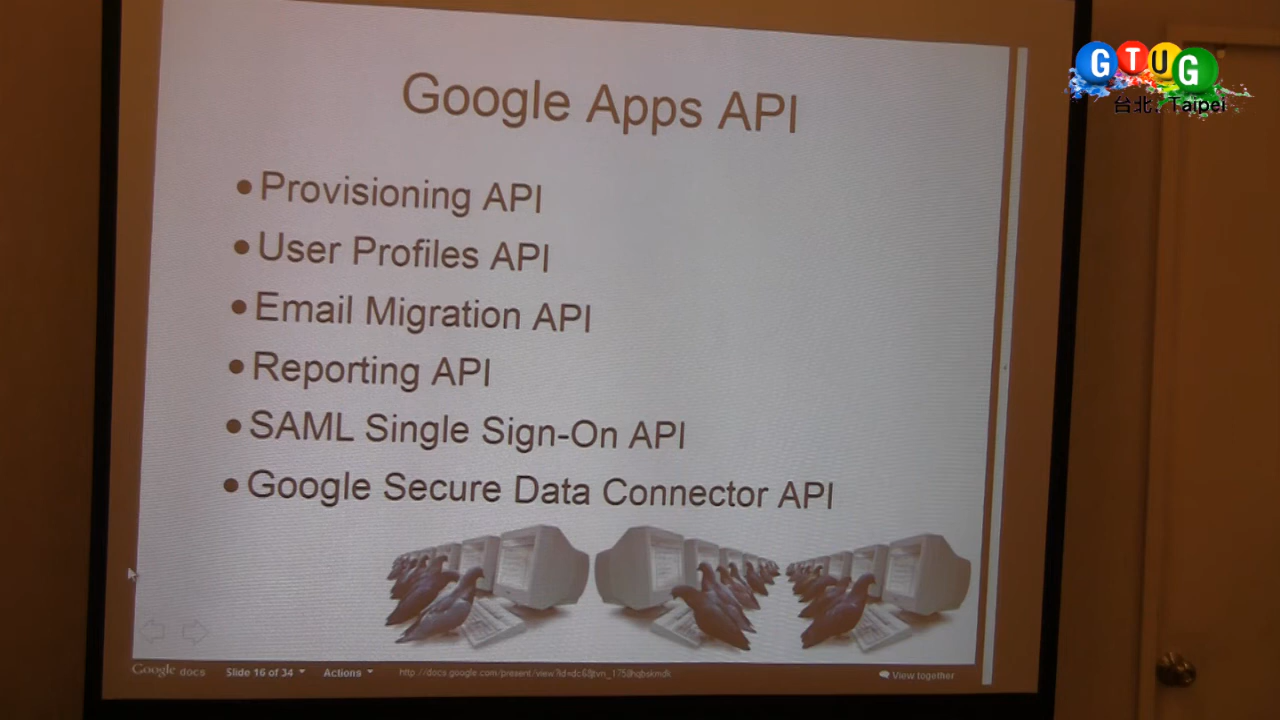 GTUG
台北, Taipei
Google Apps API
•Provisioning API
•User Profiles API
•Email Migration API
•Reporting API
•SAML Single Sign-On API
•Google Secure Data Connector API
Google docs
Slide 16 of 34
Actions
View together